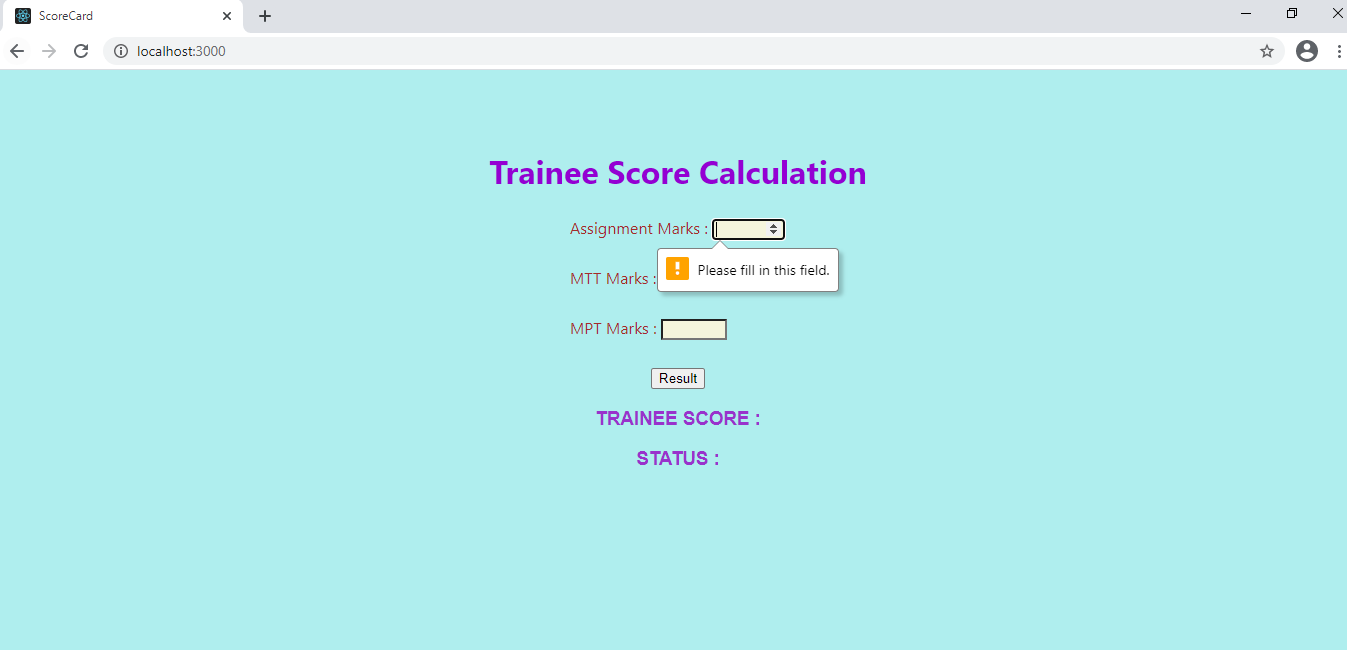 ScoreCard
localhost:3000
Trainee Score Calculation
Assignment Marks :
Please fill in this field.
MTT Marks :
MPT Marks :
Result
TRAINEE SCORE :
STATUS :